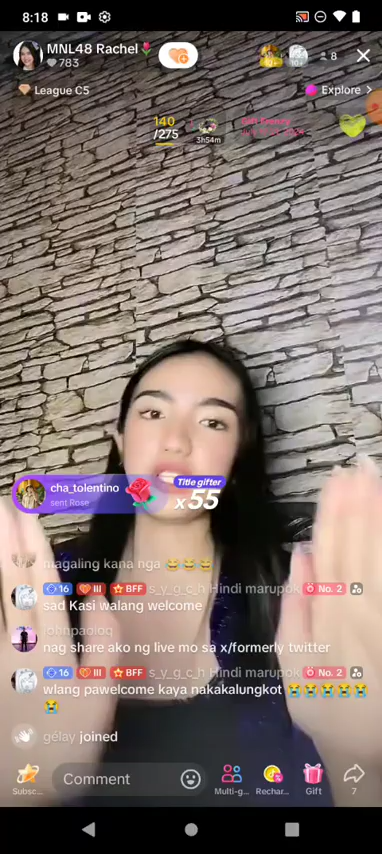 8:18
MNL48 Rachel🌷
783
8
League C5
Explore >
140
/275
3h54m
Title gifter
cha_tolentino
sent Rose
x55
magaling kana nga 😂😂😂
16 III BFF s_y_g_c_h Hindi marupok No. 2
sad Kasi walang welcome
nag share ako ng live mo sa x/formerly twitter
16 III BFF s_y_g_c_h Hindi marupok No. 2
wlang pawelcome kaya nakakalungkot 😭😭😭😭😭
😭
gelay joined
Subsc...
Comment
Multi-g...
Rechar...
Gift
7